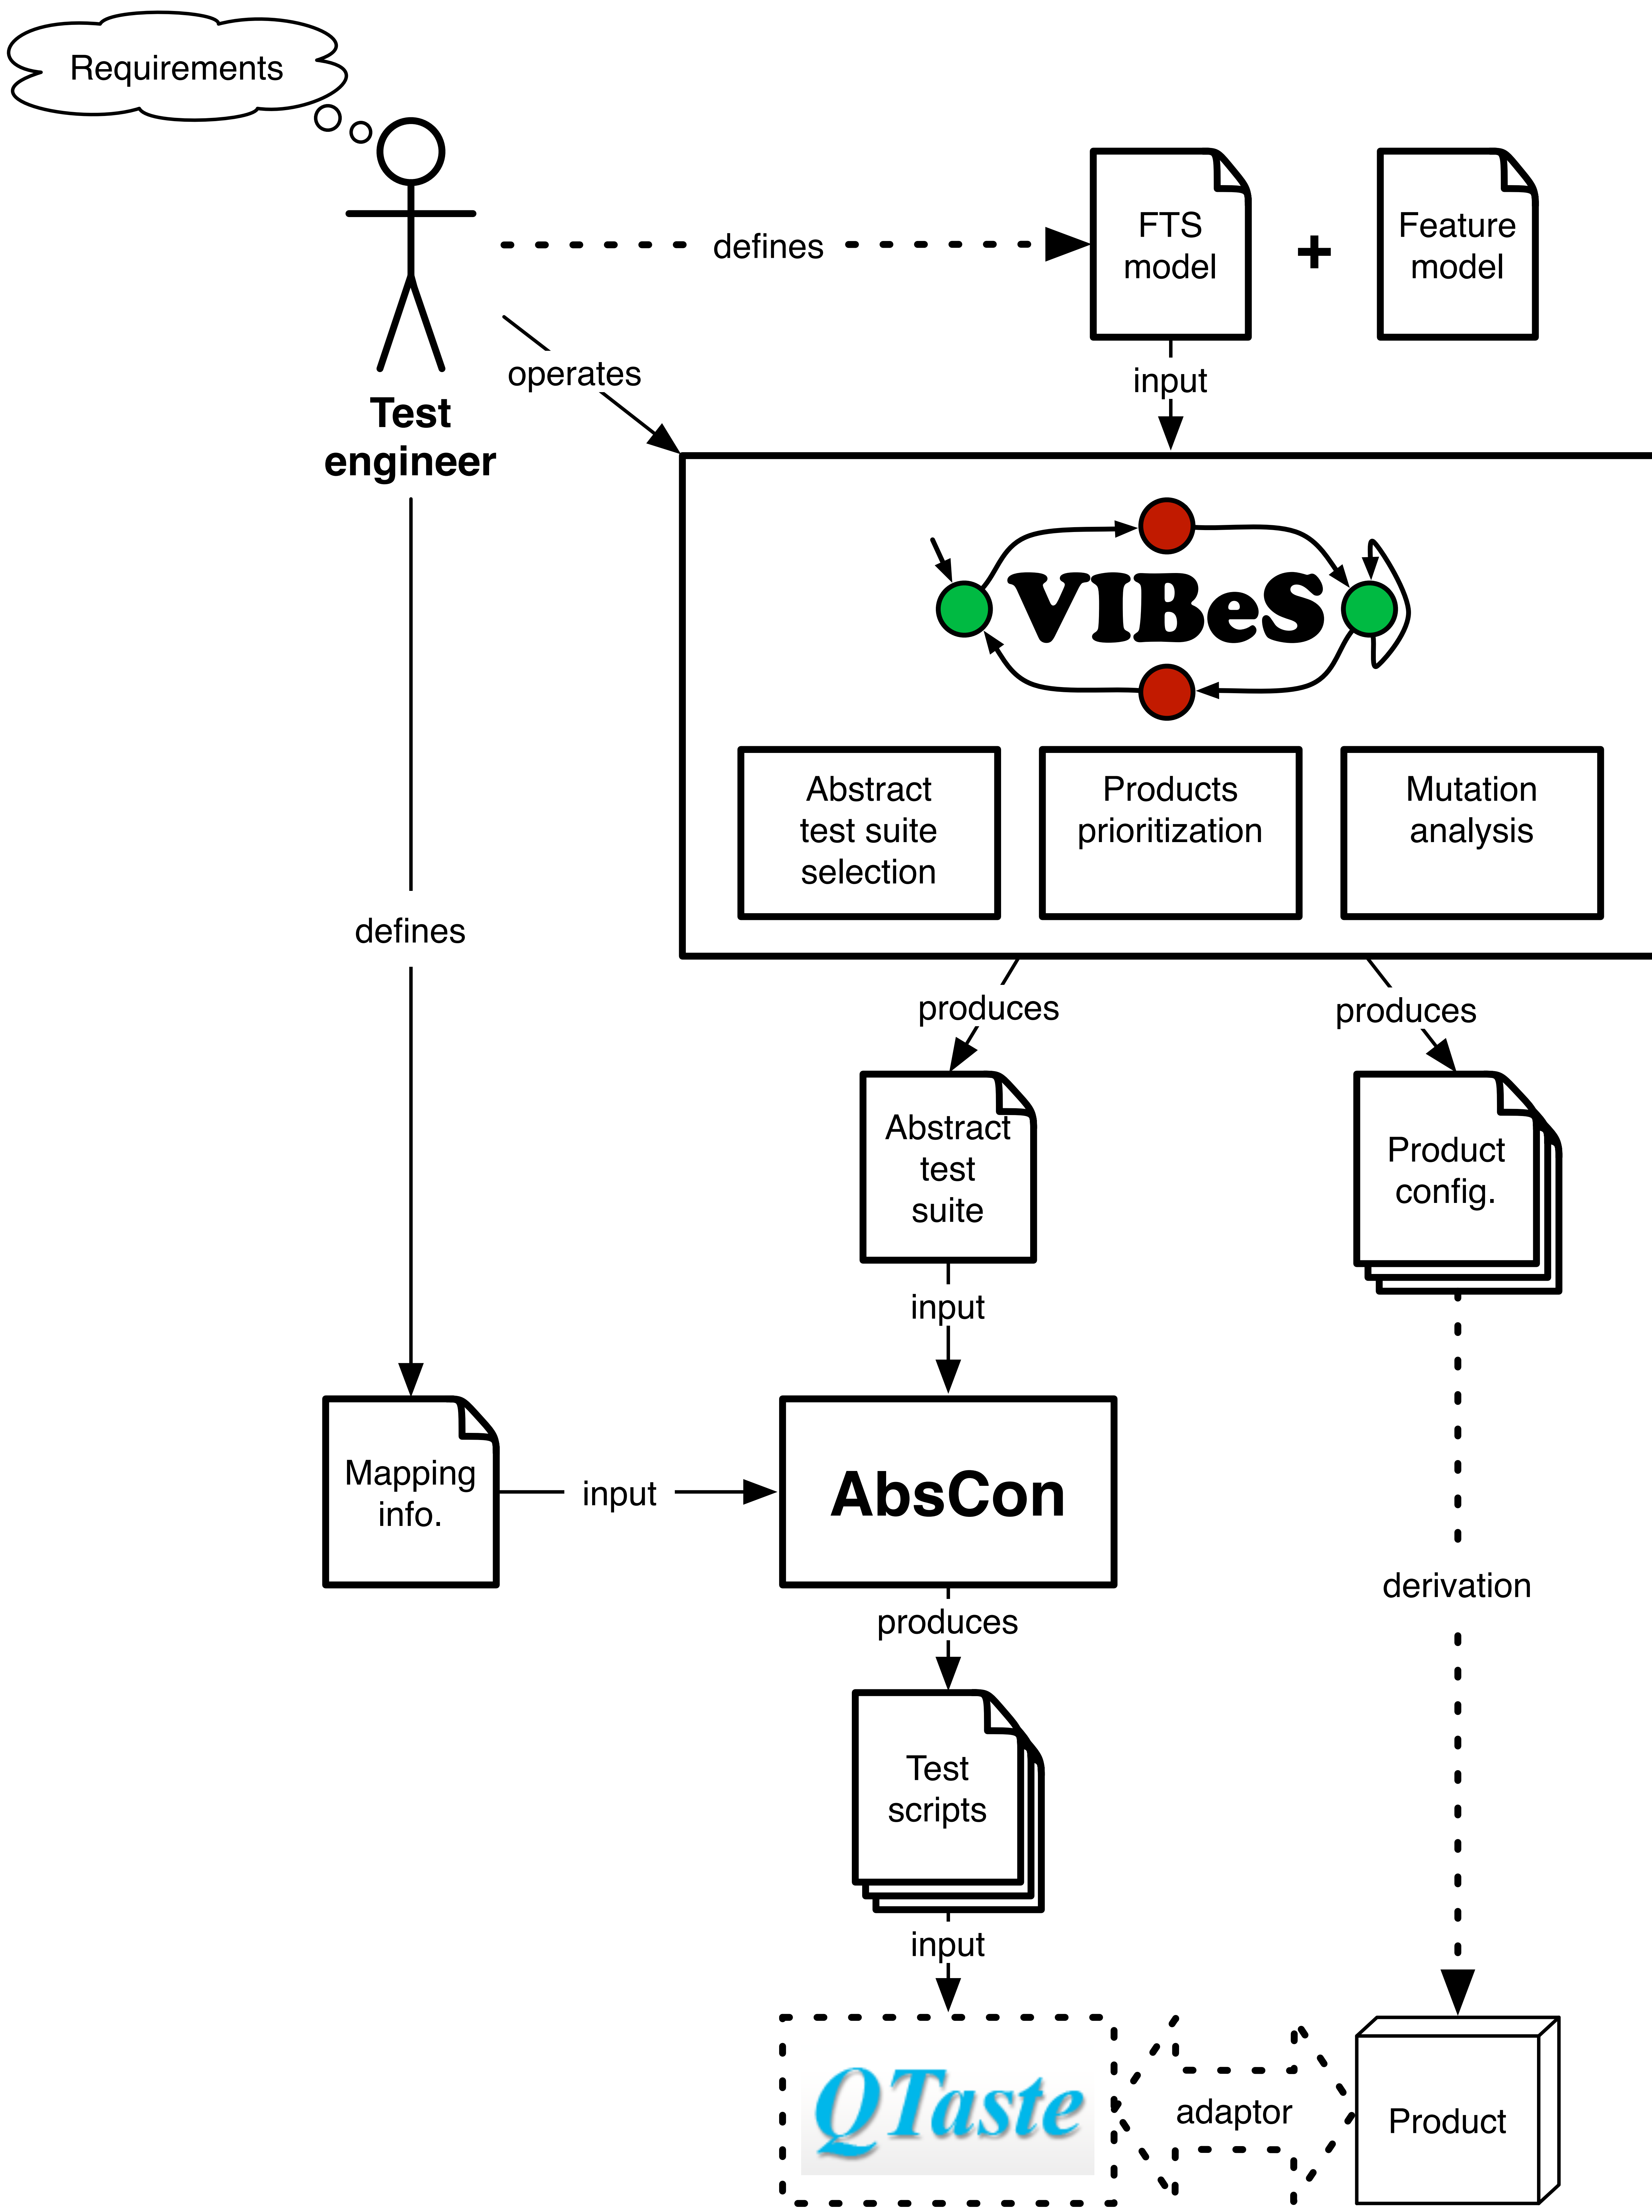 Requirements
defines
FTS
model
+
Feature
model
operates
input
Test
engineer
VIBeS
Abstract
test suite
selection
Products
prioritization
Mutation
analysis
defines
produces
produces
Abstract
test
suite
Product
config.
input
Mapping
info.
input
AbsCon
derivation
produces
Test
scripts
input
QTaste
adaptor
Product